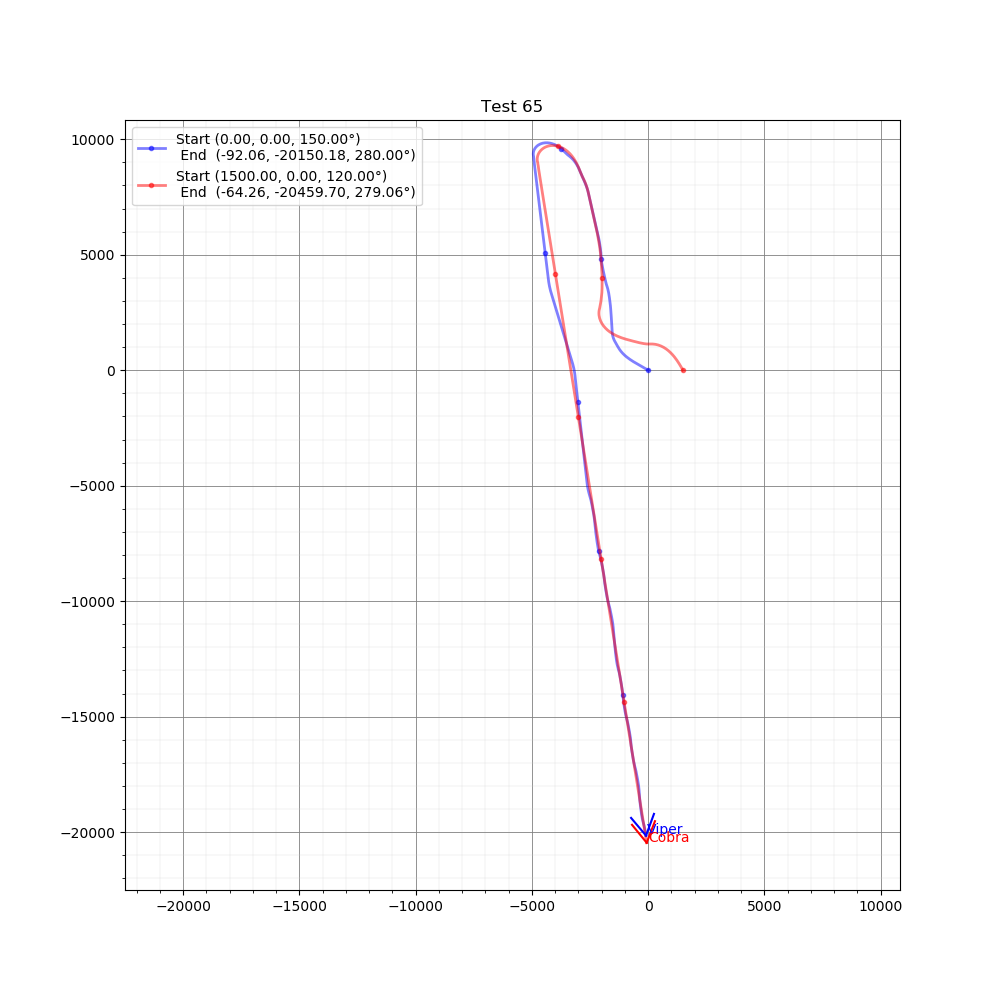 Test 65
Start (0.00, 0.00, 150.00°)
End (-92.06, -20150.18, 280.00°)
Start (1500.00, 0.00, 120.00°)
End (-64.26, -20459.70, 279.06°)
10000
5000
0
−5000
−10000
−15000
−20000
Viper
Cobra
−20000 −15000 −10000 −5000 0 5000 10000